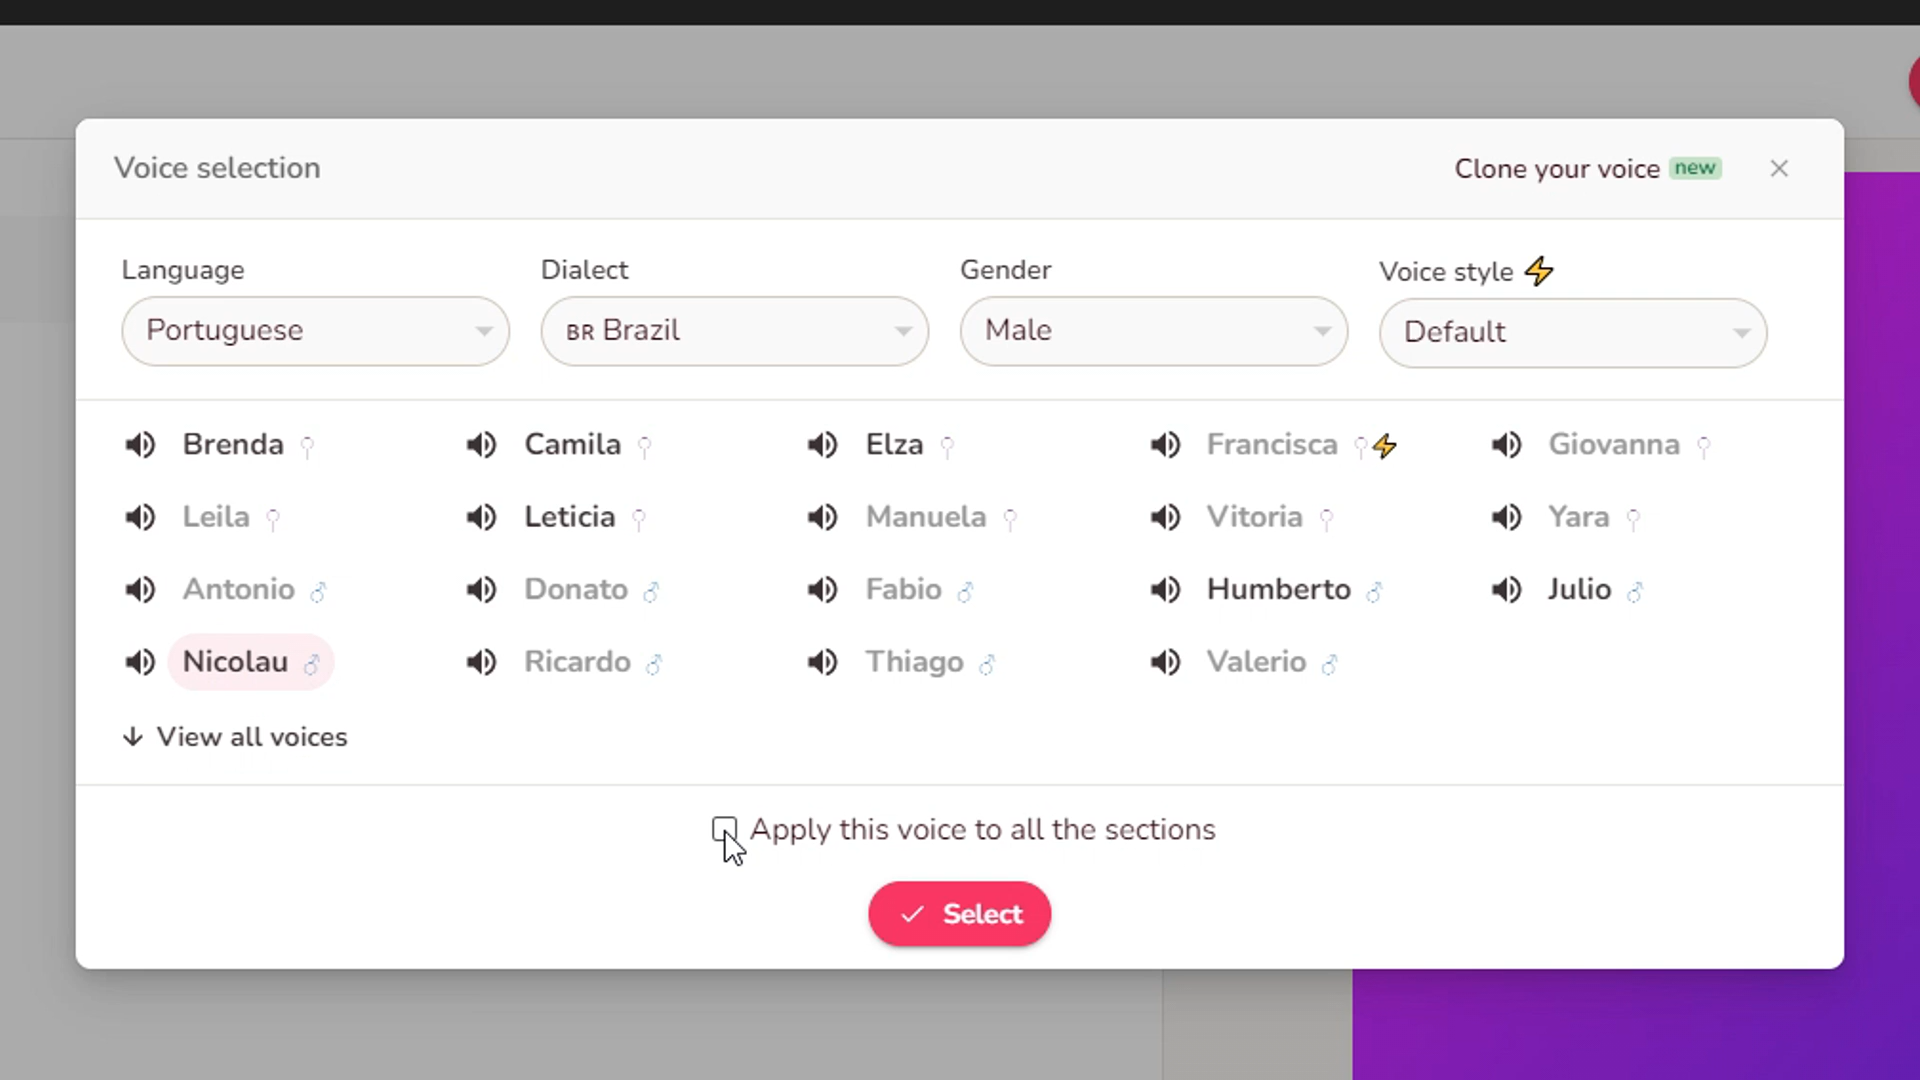 Voice selection
Clone your voice new
Language
Dialect
Gender
Voice style
Portuguese
BR Brazil
Male
Default
Brenda
Camila
Elza
Francisca
Giovanna
Leila
Leticia
Manuela
Vitoria
Yara
Antonio
Donato
Fabio
Humberto
Julio
Nicolau
Ricardo
Thiago
Valerio
View all voices
Apply this voice to all the sections
Select